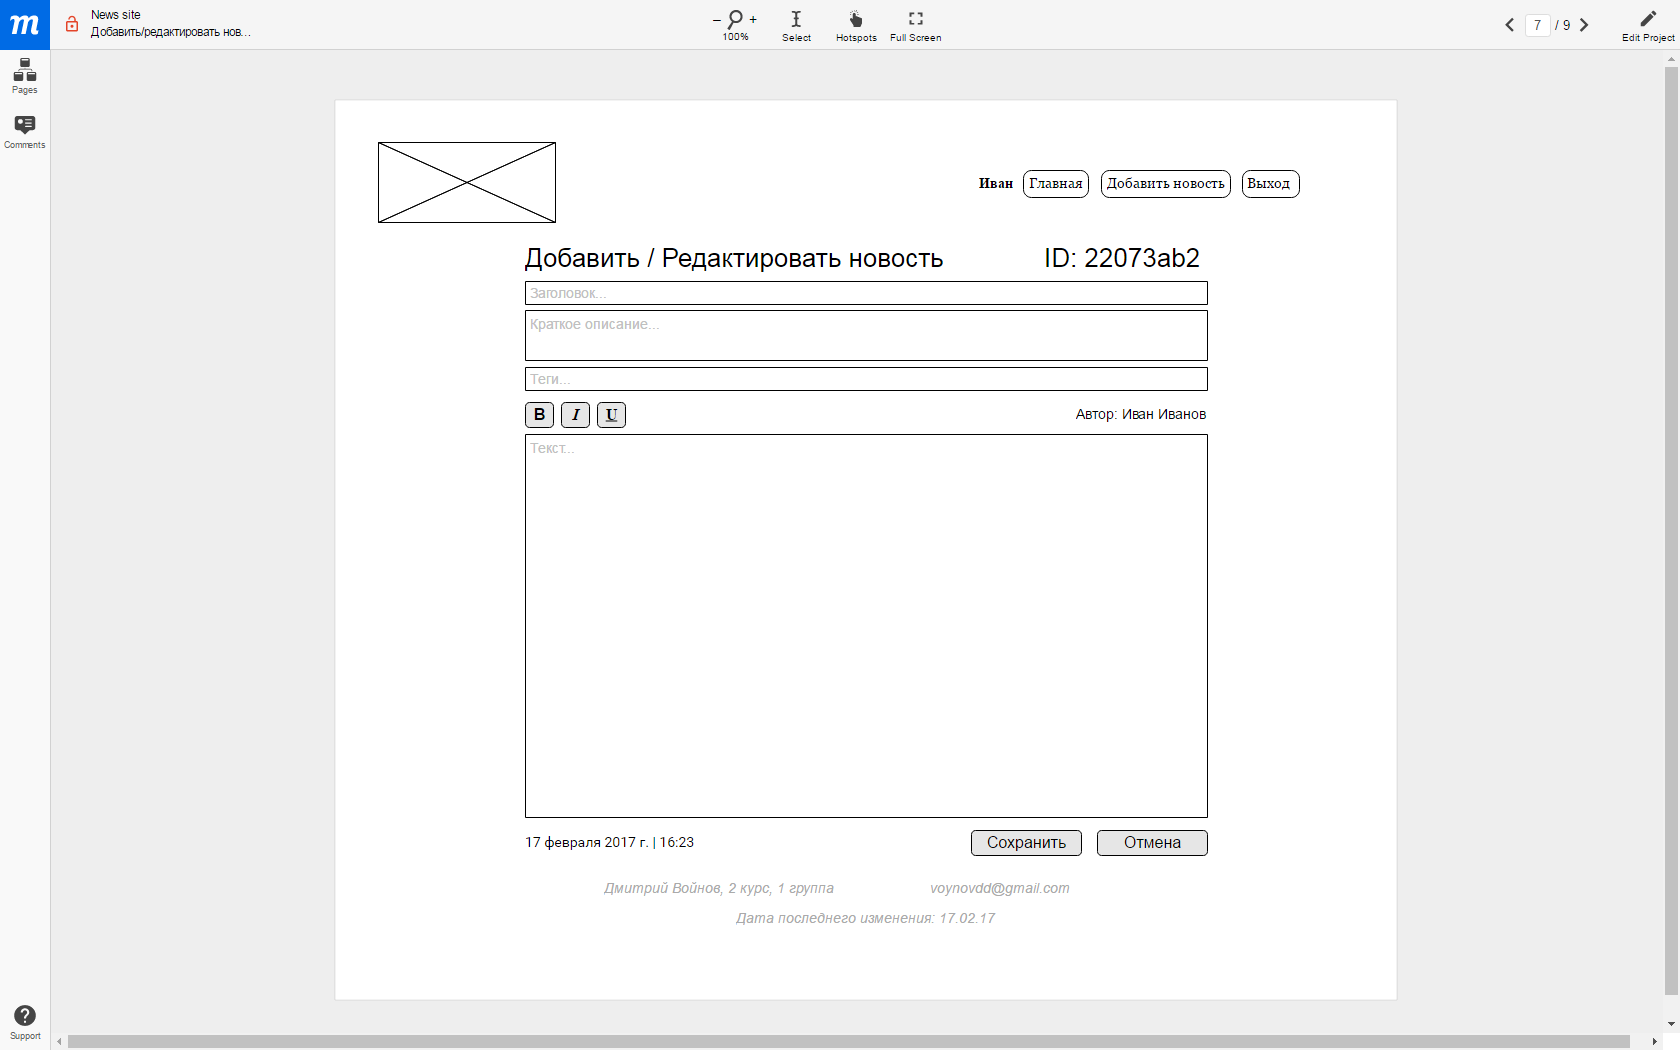 m
News site
Добавить/редактировать нов...
100%
Select
Hotspots
Full Screen
7 / 9
Edit Project
Pages
Comments
Иван
Главная
Добавить новость
Выход
Добавить / Редактировать новость
ID: 22073ab2
Заголовок...
Краткое описание...
Теги...
B I U
Автор: Иван Иванов
Текст...
17 февраля 2017 г. | 16:23
Сохранить
Отмена
Дмитрий Войнов, 2 курс, 1 группа
voynovdd@gmail.com
Дата последнего изменения: 17.02.17
Support